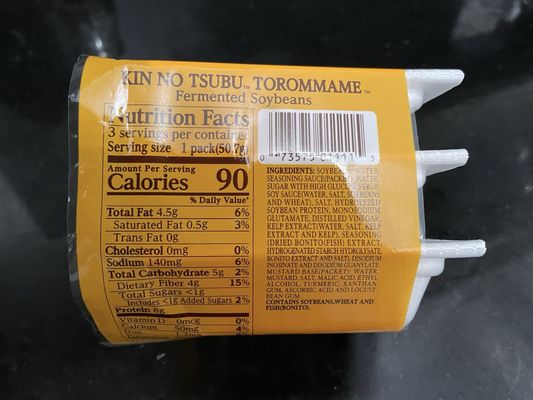 KIN NO TSUBU™ TOROMMAME™
Fermented Soybeans
Nutrition Facts
3 servings per container
Serving size 1 pack(50.7g)
Amount Per Serving
Calories 90
% Daily Value*
Total Fat 4.5g 6%
Saturated Fat 0.5g 3%
Trans Fat 0g
Cholesterol 0mg 0%
Sodium 140mg 6%
Total Carbohydrate 5g 2%
Dietary Fiber 4g 15%
Total Sugars <1g
Includes <1g Added Sugars 2%
Protein 8g
Vitamin D 0mcg 0%
Calcium 50mg 4%
Iron
0 73575 01111 5
INGREDIENTS: SOYBEAN, WATER,
SEASONING SAUCE(PACKET): WATER,
SUGAR WITH HIGH GLUCOSE SYRUP,
SOY SAUCE(WATER, SALT, SOYBEANS
AND WHEAT), SALT, HYDROLYZED
SOYBEAN PROTEIN, MONOSODIUM
GLUTAMATE, DISTILLED VINEGAR,
KELP EXTRACT(WATER, SALT, KELP
EXTRACT AND KELP), SEASONING
(DRIED BONITO(FISH) EXTRACT,
HYDROGENATED STARCH HYDROLYSATE,
BONITO EXTRACT AND SALT), DISODIUM
INOSINATE AND DISODIUM GUANYLATE.
MUSTARD BASE(PACKET): WATER,
MUSTARD, SALT, MALIC ACID, ETHYL
ALCOHOL, TURMERIC, XANTHAN
GUM, ASCORBIC ACID AND LOCUST
BEAN GUM.
CONTAINS SOYBEANS,WHEAT AND
FISH(BONITO).